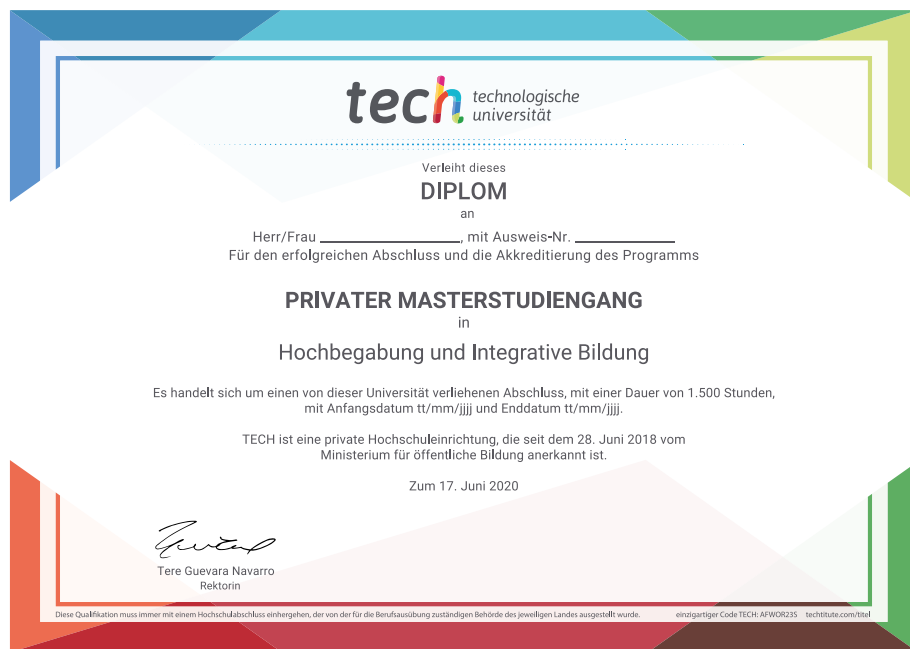 tech technologische
universität
Verleiht dieses
DIPLOM
an
Herr/Frau ____________________, mit Ausweis-Nr. ______________
Für den erfolgreichen Abschluss und die Akkreditierung des Programms
PRIVATER MASTERSTUDIENGANG
in
Hochbegabung und Integrative Bildung
Es handelt sich um einen von dieser Universität verliehenen Abschluss, mit einer Dauer von 1.500 Stunden,
mit Anfangsdatum tt/mm/jjjj und Enddatum tt/mm/jjjj.
TECH ist eine private Hochschuleinrichtung, die seit dem 28. Juni 2018 vom
Ministerium für öffentliche Bildung anerkannt ist.
Zum 17. Juni 2020
Tere Guevara Navarro
Rektorin
Diese Qualifikation muss immer mit einem Hochschulabschluss einhergehen, der von der für die Berufsausübung zuständigen Behörde des jeweiligen Landes ausgestellt wurde. einzigartiger Code TECH: AFWOR23S techtitute.com/titel